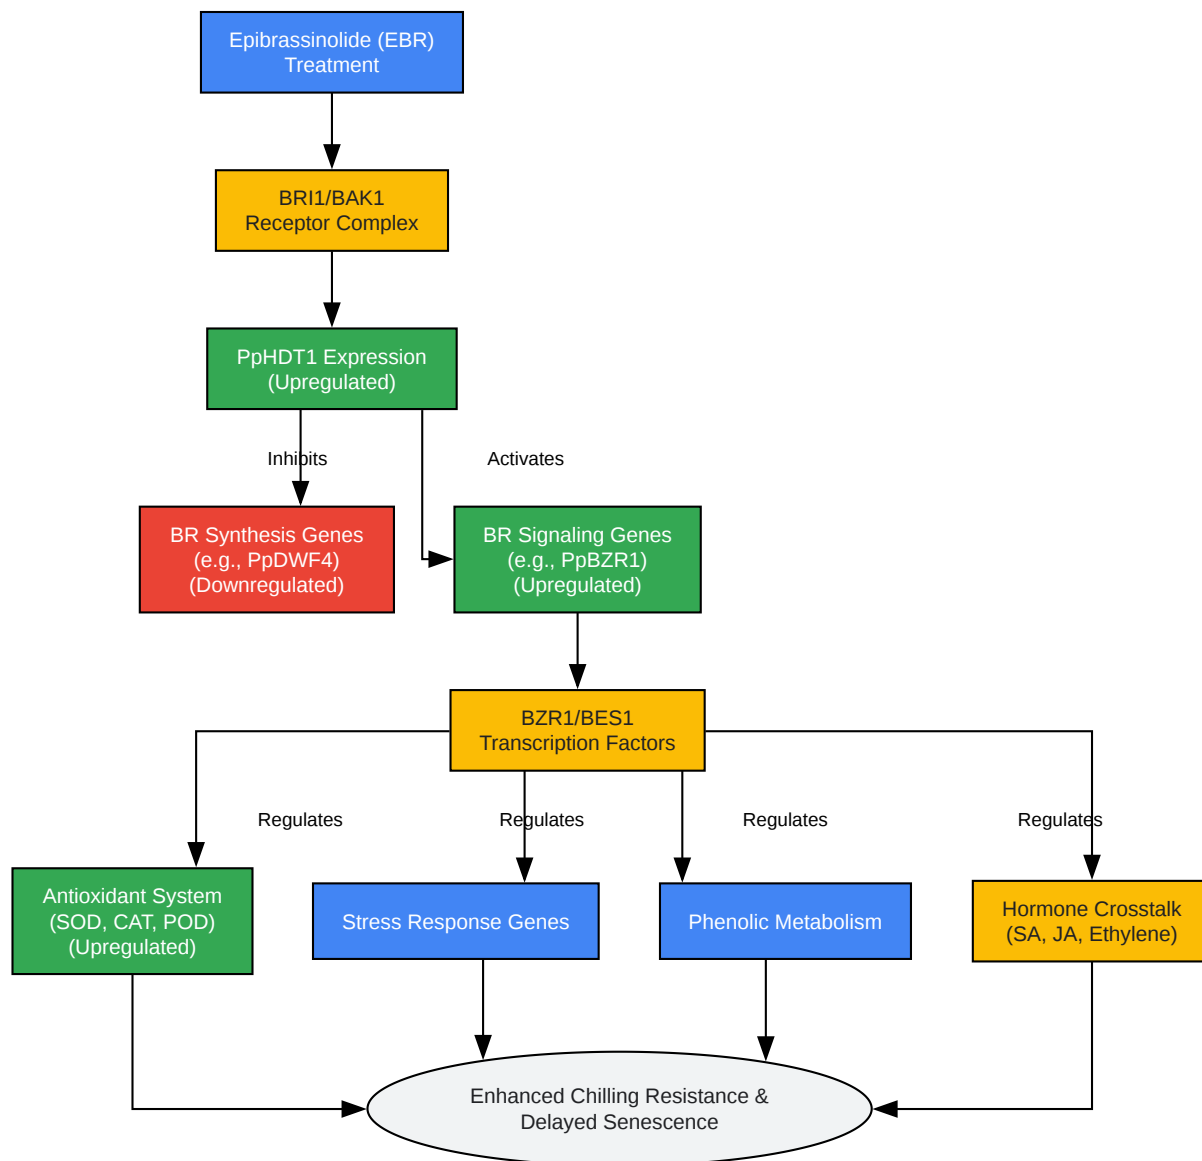 Epibrassinolide (EBR)
Treatment
BRI1/BAK1
Receptor Complex
PpHDT1 Expression
(Upregulated)
Inhibits
Activates
BR Synthesis Genes
(e.g., PpDWF4)
(Downregulated)
BR Signaling Genes
(e.g., PpBZR1)
(Upregulated)
BZR1/BES1
Transcription Factors
Regulates
Regulates
Regulates
Regulates
Antioxidant System
(SOD, CAT, POD)
(Upregulated)
Stress Response Genes
Phenolic Metabolism
Hormone Crosstalk
(SA, JA, Ethylene)
Enhanced Chilling Resistance &
Delayed Senescence